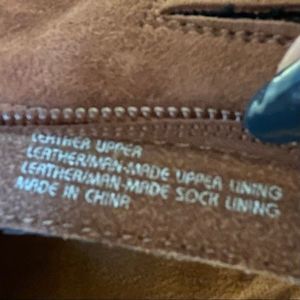 LEATHER UPPER
LEATHER/MAN-MADE UPPER LINING
LEATHER/MAN-MADE SOCK LINING
MADE IN CHINA